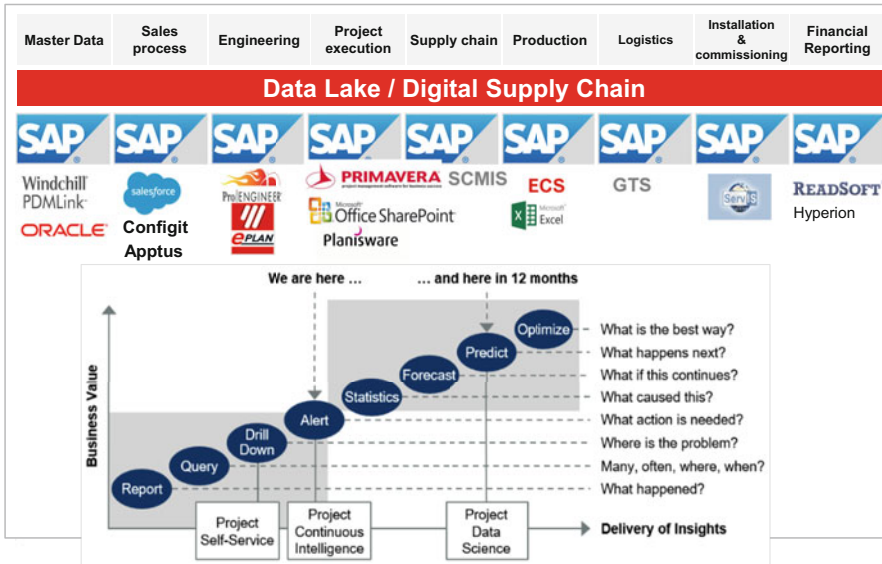 Master Data
Sales process
Engineering
Project execution
Supply chain
Production
Logistics
Installation & commissioning
Financial Reporting
Data Lake / Digital Supply Chain
SAP® SAP® SAP® SAP® SAP® SAP® SAP® SAP® SAP®
Windchill
PDMLink
ORACLE
salesforce
Configit
Apptus
Pro/ENGINEER
ePLAN
PRIMAVERA
Microsoft
Office SharePoint
Planisware
SCMIS
ECS
Microsoft
Excel
GTS
ServIS
READSOFT
Hyperion
We are here ...
... and here in 12 months
Business Value
Optimize
What is the best way?
Predict
What happens next?
Forecast
What if this continues?
Statistics
What caused this?
Alert
What action is needed?
Drill
Down
Where is the problem?
Query
Many, often, where, when?
Report
What happened?
Project
Self-Service
Project
Continuous
Intelligence
Project
Data
Science
Delivery of Insights